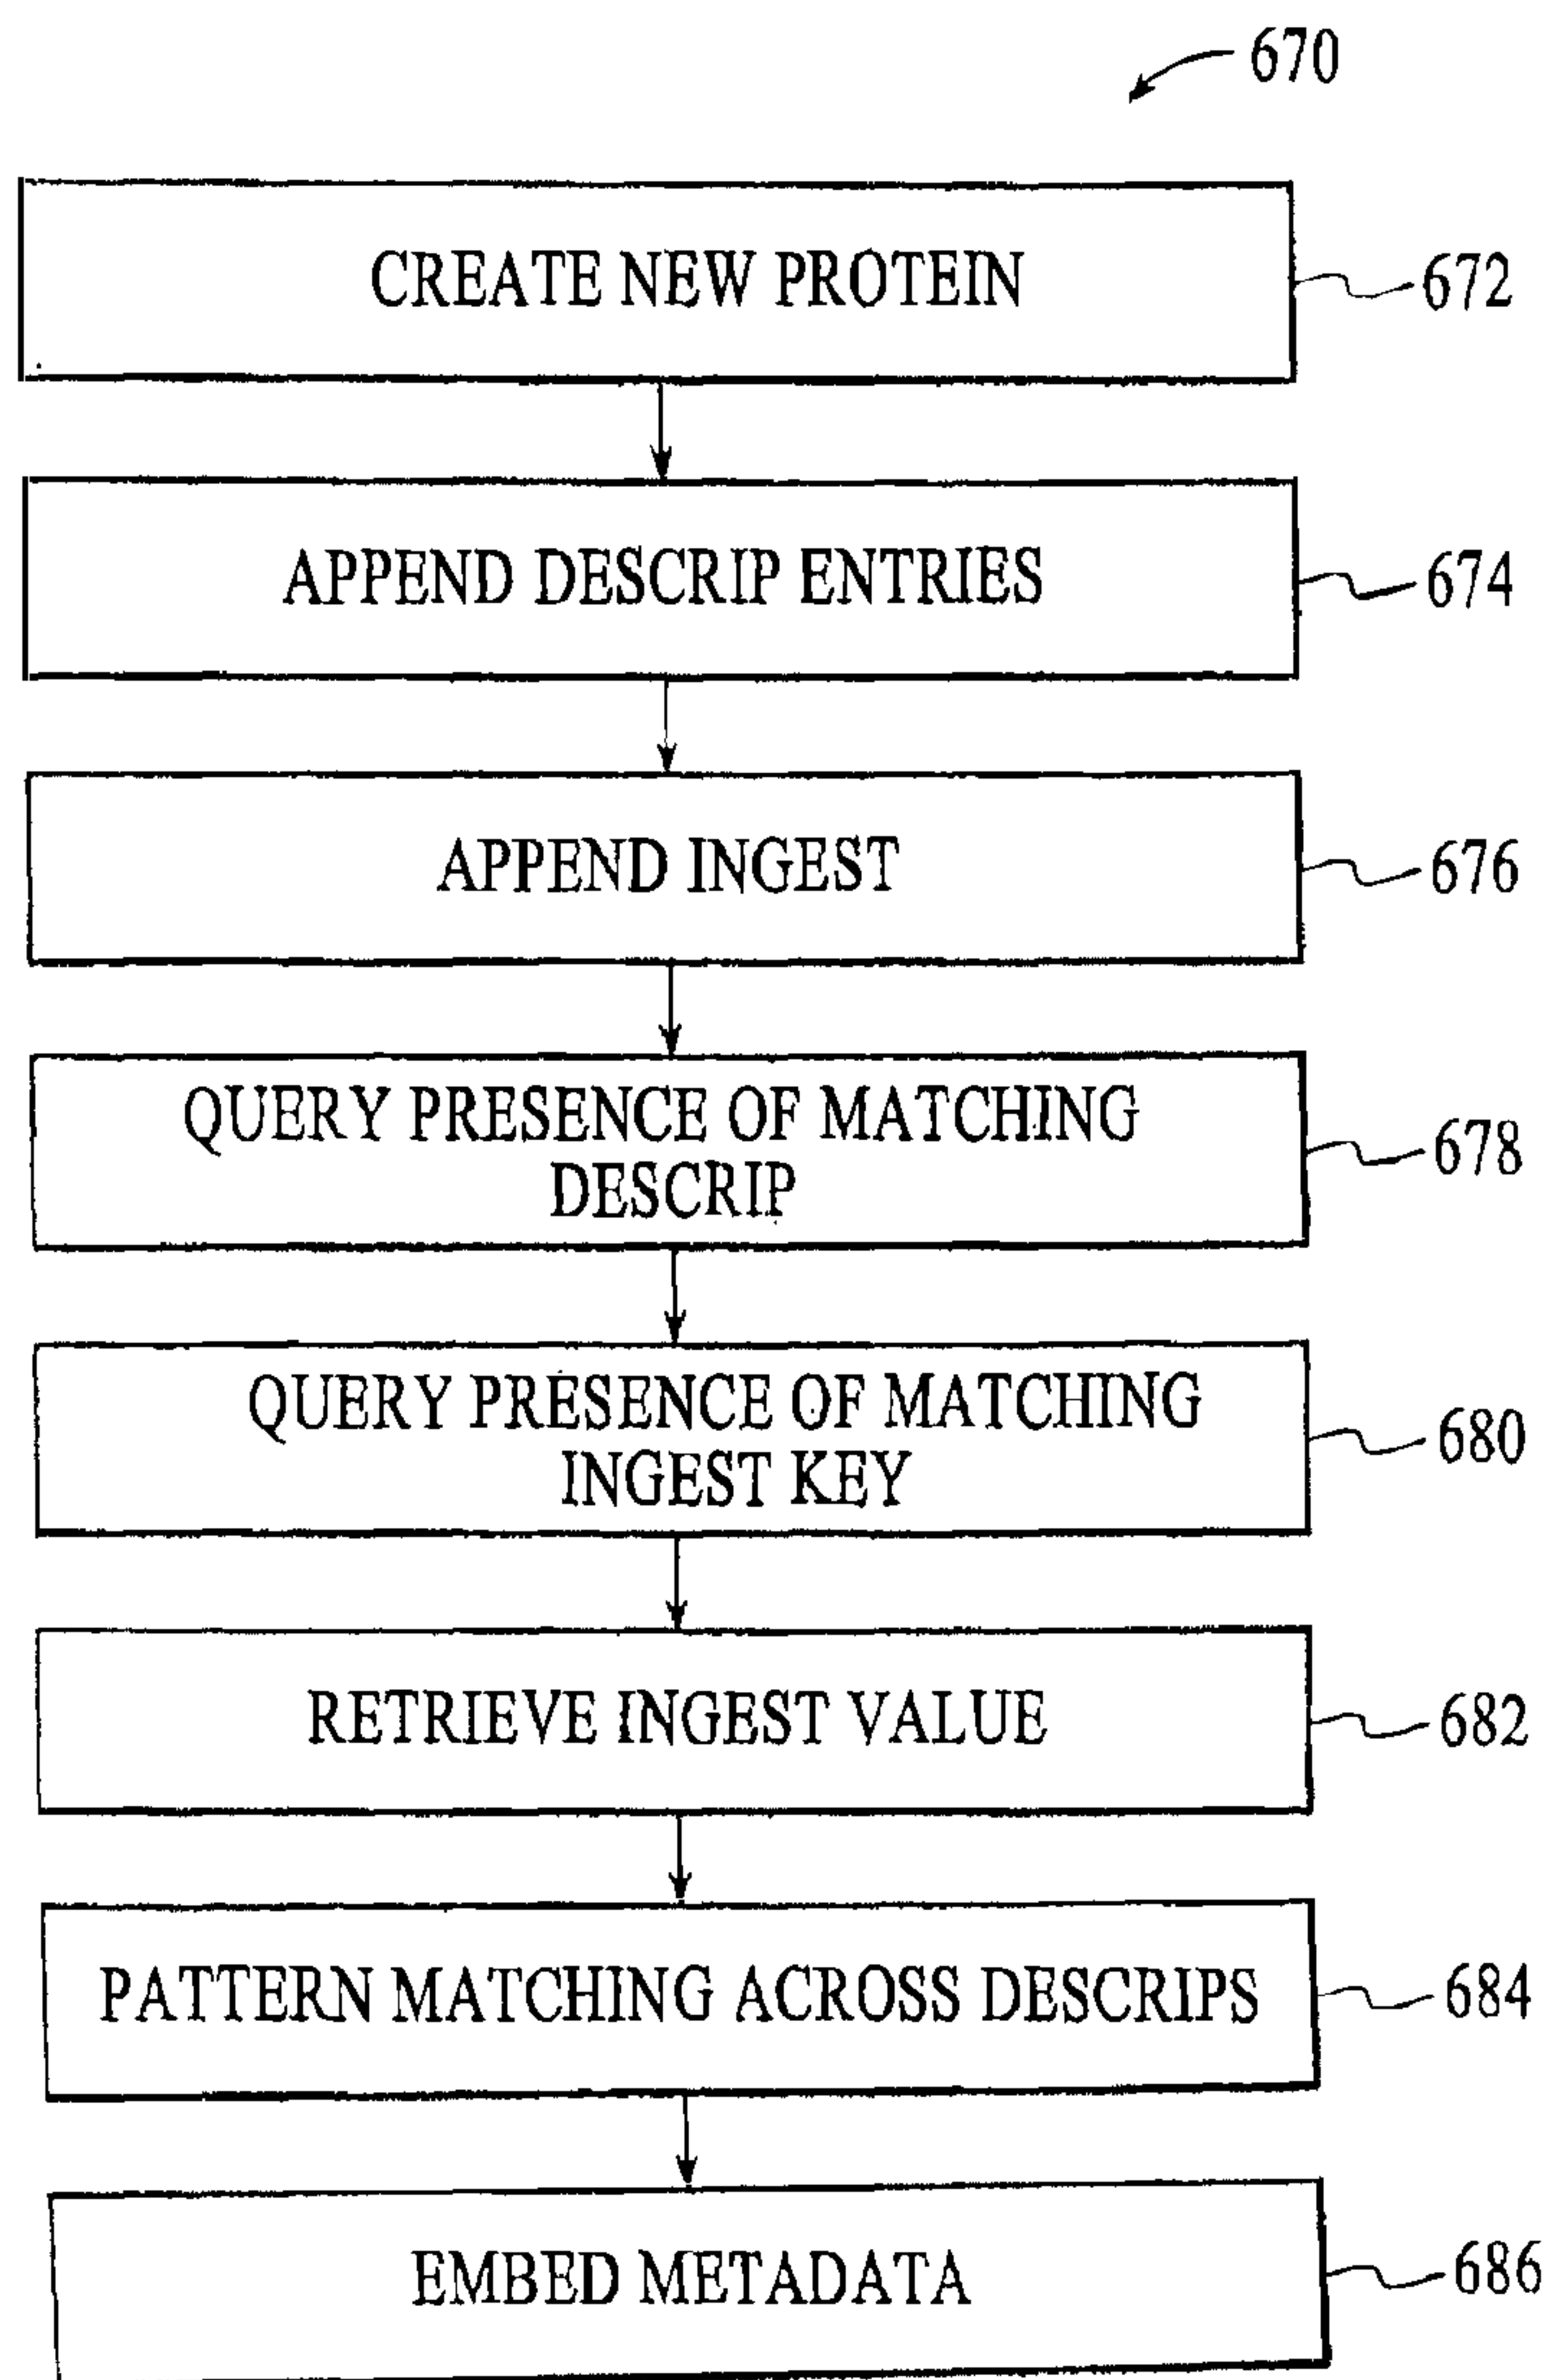 670
CREATE NEW PROTEIN
672
APPEND DESCRIP ENTRIES
674
APPEND INGEST
676
QUERY PRESENCE OF MATCHING
DESCRIP
678
QUERY PRESENCE OF MATCHING
INGEST KEY
680
RETRIEVE INGEST VALUE
682
PATTERN MATCHING ACROSS DESCRIPS
684
EMBED METADATA
686